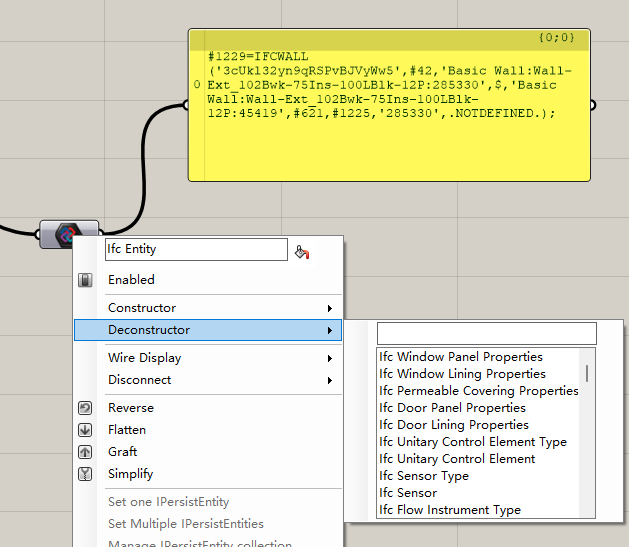 {0;0}
#1229=IFCWALL
('3cUkl32yn9qRSPvBJVyWw5',#42,'Basic Wall:Wall-
0 Ext_102Bwk-75Ins-100LBlk-12P:285330',$,'Basic
Wall:Wall-Ext_102Bwk-75Ins-100LBlk-
12P:45419',#621,#1225,'285330',.NOTDEFINED.);
Ifc Entity
Enabled
Constructor
Deconstructor
Wire Display
Disconnect
Reverse
Flatten
Graft
Simplify
Set one IPersistEntity
Set Multiple IPersistEntities
Manage IPersistEntity collection
Ifc Window Panel Properties
Ifc Window Lining Properties
Ifc Permeable Covering Properties
Ifc Door Panel Properties
Ifc Door Lining Properties
Ifc Unitary Control Element Type
Ifc Unitary Control Element
Ifc Sensor Type
Ifc Sensor
Ifc Flow Instrument Type